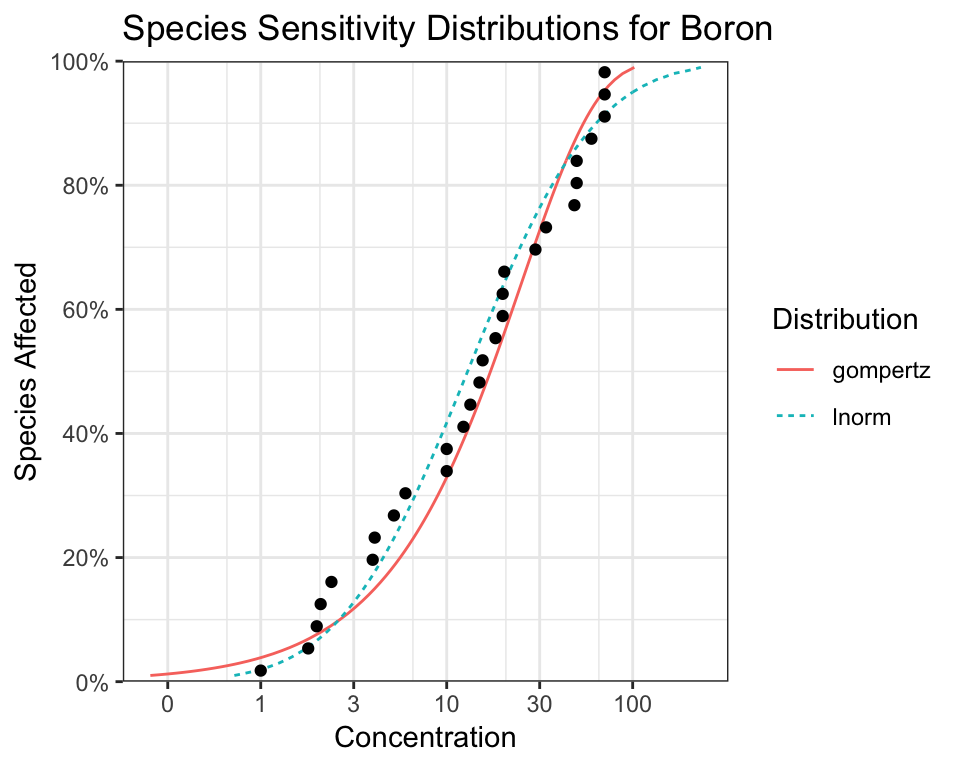 Species Sensitivity Distributions for Boron
100%
80%
60%
40%
20%
0%
Species Affected
0 1 3 10 30 100
Concentration
Distribution
gompertz
lnorm